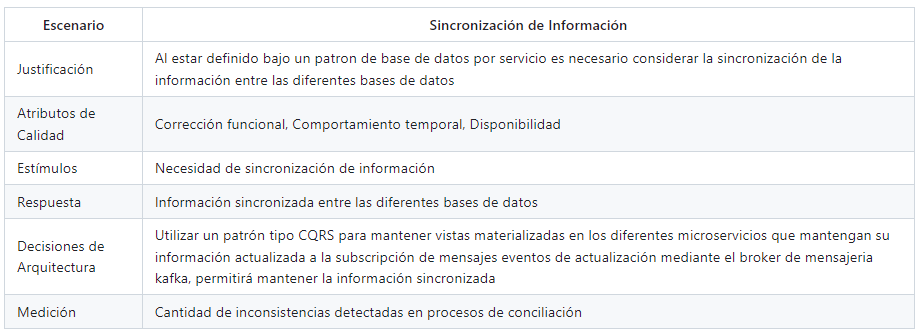 Escenario
Sincronización de Información
Justificación
Al estar definido bajo un patron de base de datos por servicio es necesario considerar la sincronización de la
información entre las diferentes bases de datos
Atributos de
Calidad
Corrección funcional, Comportamiento temporal, Disponibilidad
Estímulos
Necesidad de sincronización de información
Respuesta
Información sincronizada entre las diferentes bases de datos
Decisiones de
Arquitectura
Utilizar un patrón tipo CQRS para mantener vistas materializadas en los diferentes microservicios que mantengan su
información actualizada a la subscripción de mensajes eventos de actualización mediante el broker de mensajeria
kafka, permitirá mantener la información sincronizada
Medición
Cantidad de inconsistencias detectadas en procesos de conciliación